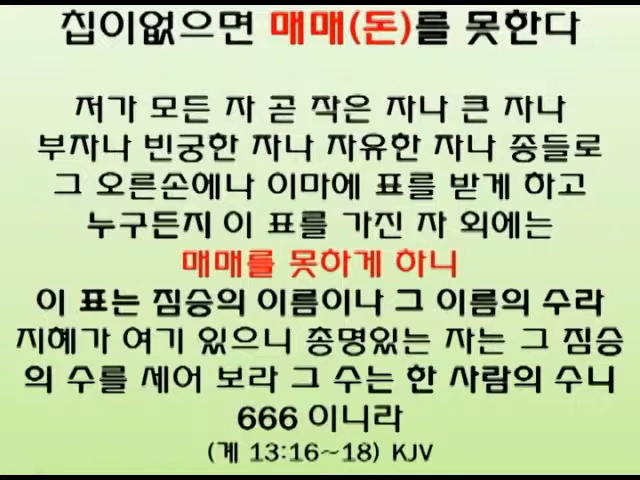 칩이없으면 매매(돈)를 못한다
저가 모든 자 곧 작은 자나 큰 자나
부자나 빈궁한 자나 자유한 자나 종들로
그 오른손에나 이마에 표를 받게 하고
누구든지 이 표를 가진 자 외에는
매매를 못하게 하니
이 표는 짐승의 이름이나 그 이름의 수라
지혜가 여기 있으니 총명있는 자는 그 짐승
의 수를 세어 보라 그 수는 한 사람의 수니
666 이니라
(계 13:16~18) KJV